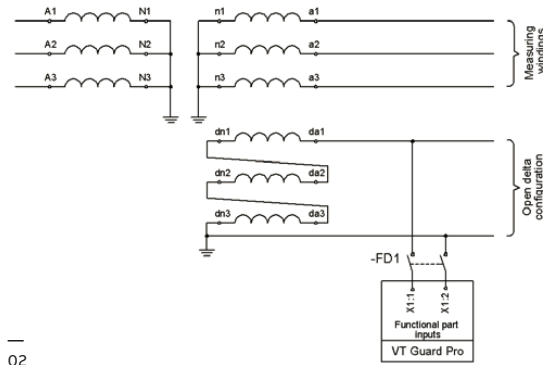 A1 N1 n1 a1
A2 N2 n2 a2
A3 N3 n3 a3
Measuring
windings
dn1 da1
dn2 da2
dn3 da3
Open delta
configuration
-FD1
X1:1 X1:2
Functional part
inputs
VT Guard Pro
02